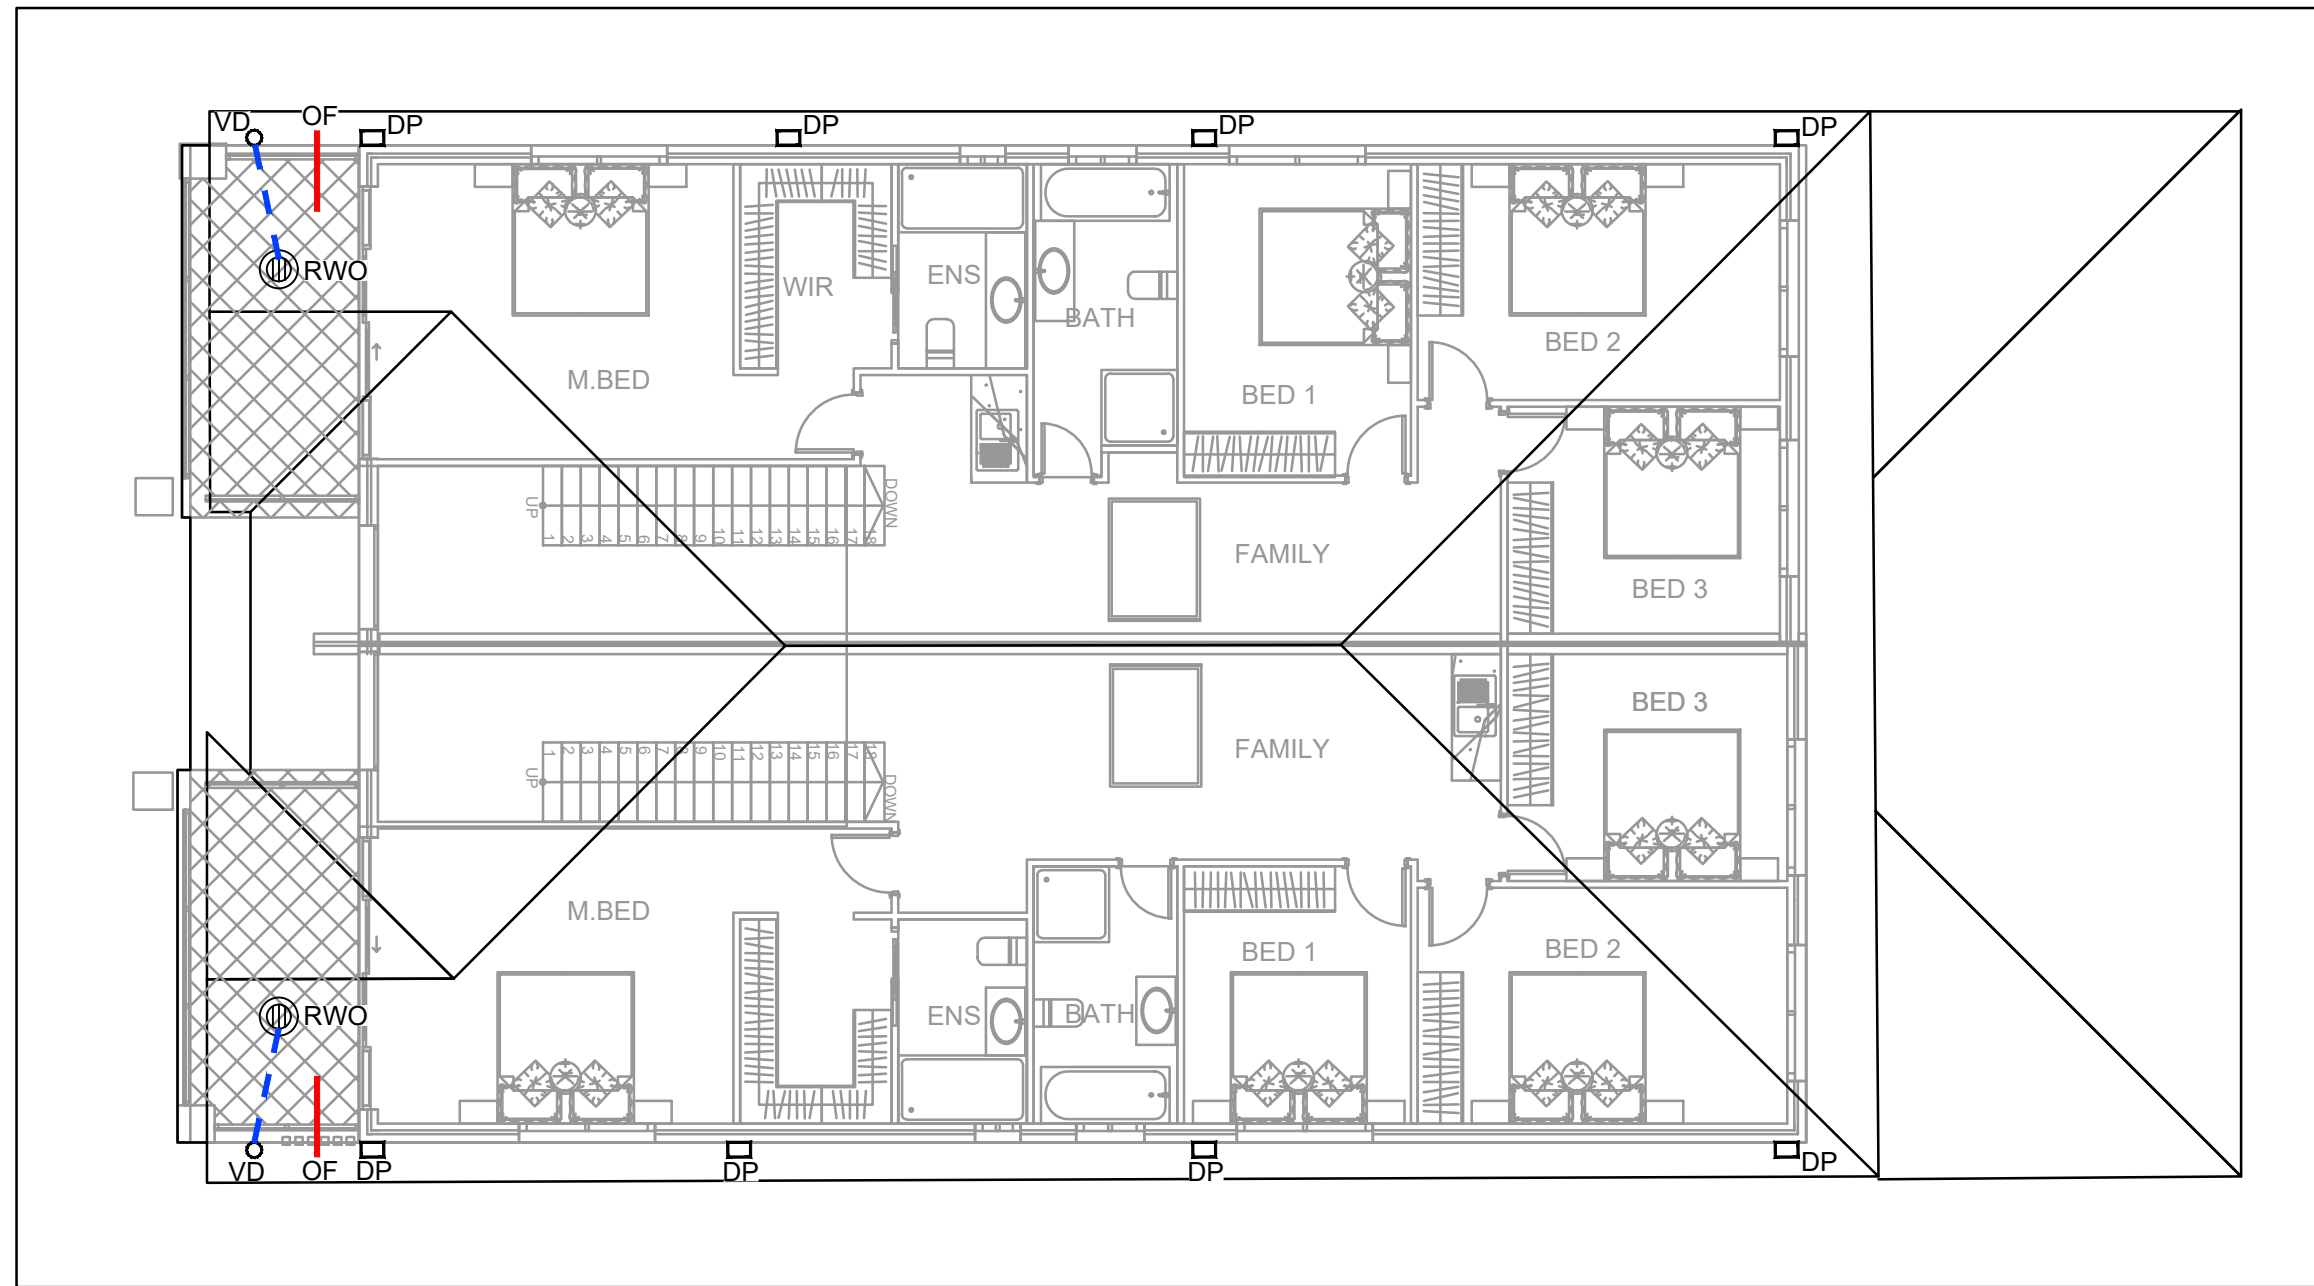 VD
OF
DP
DP
DP
DP
RWO
WIR
ENS
BATH
BED 2
M.BED
BED 1
UP
1
2
3
4
5
6
7
8
9
10
11
12
13
14
15
16
17
18
DOWN
FAMILY
BED 3
BED 3
FAMILY
UP
1
2
3
4
5
6
7
8
9
10
11
12
13
14
15
16
17
18
DOWN
M.BED
BED 1
BED 2
RWO
ENS
BATH
VD
OF
DP
DP
DP
DP